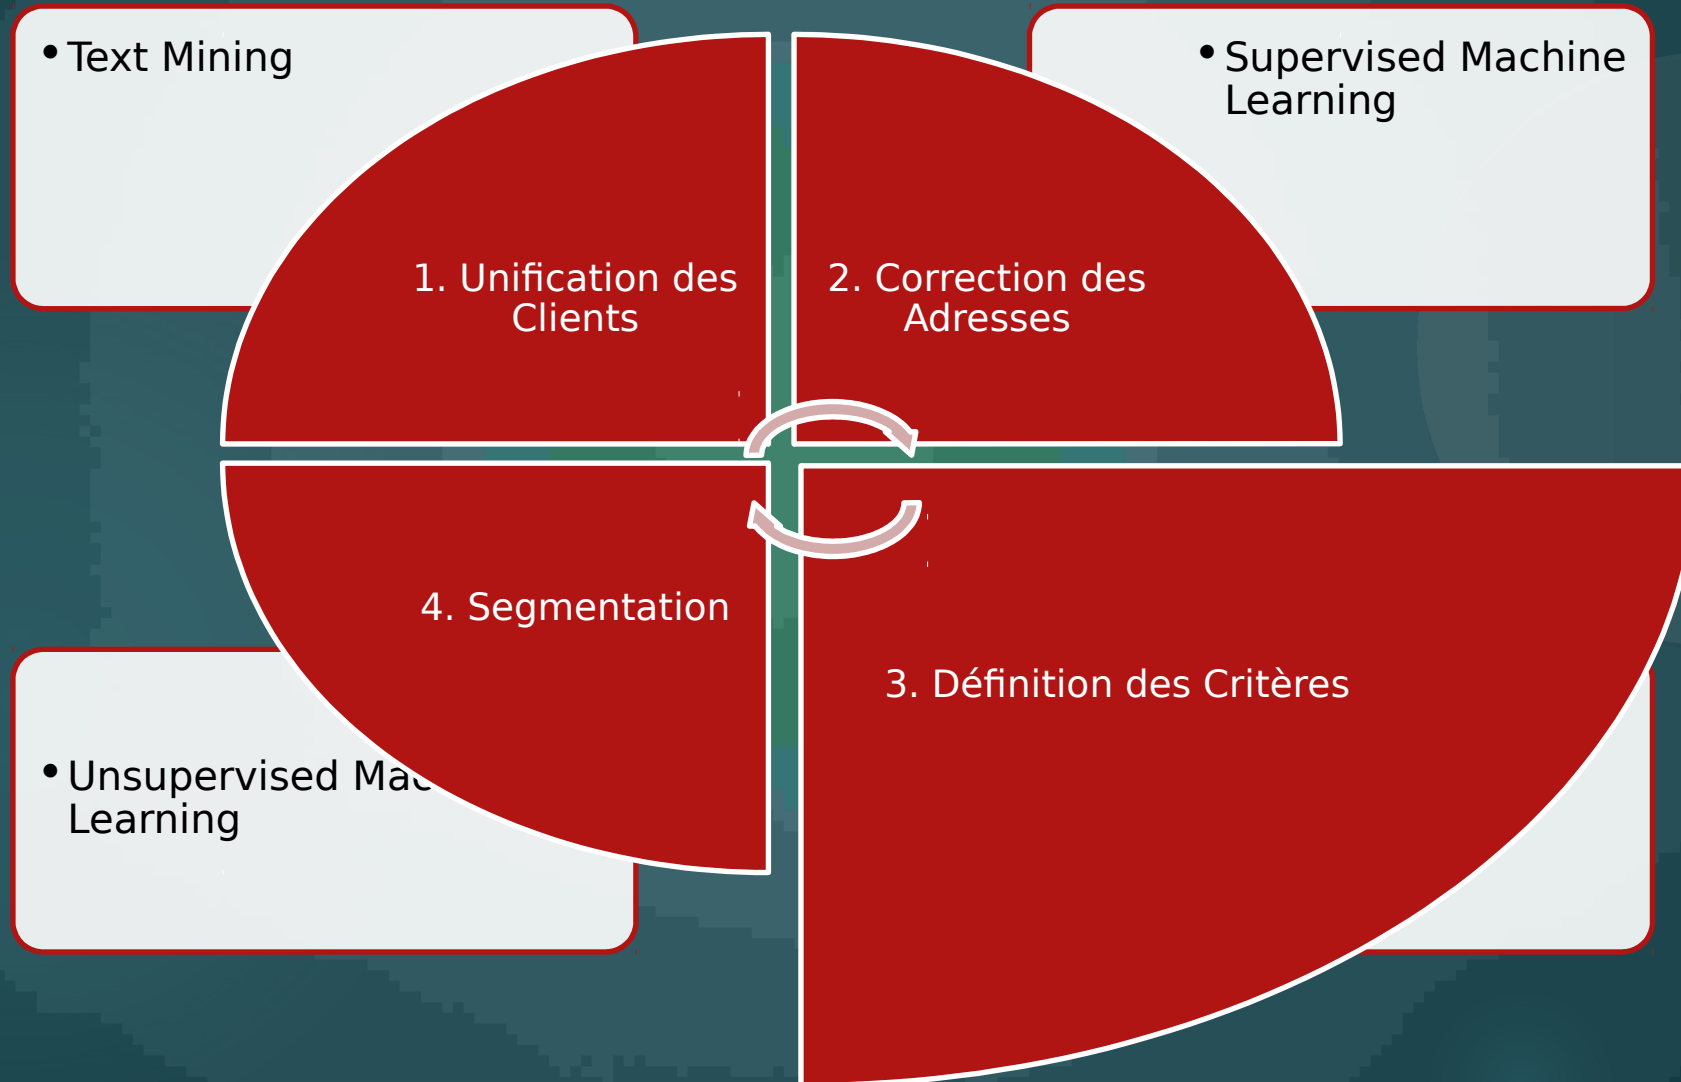 • Text Mining
• Supervised Machine
Learning
1. Unification des
Clients
2. Correction des
Adresses
4. Segmentation
3. Définition des Critères
• Unsupervised
Learning